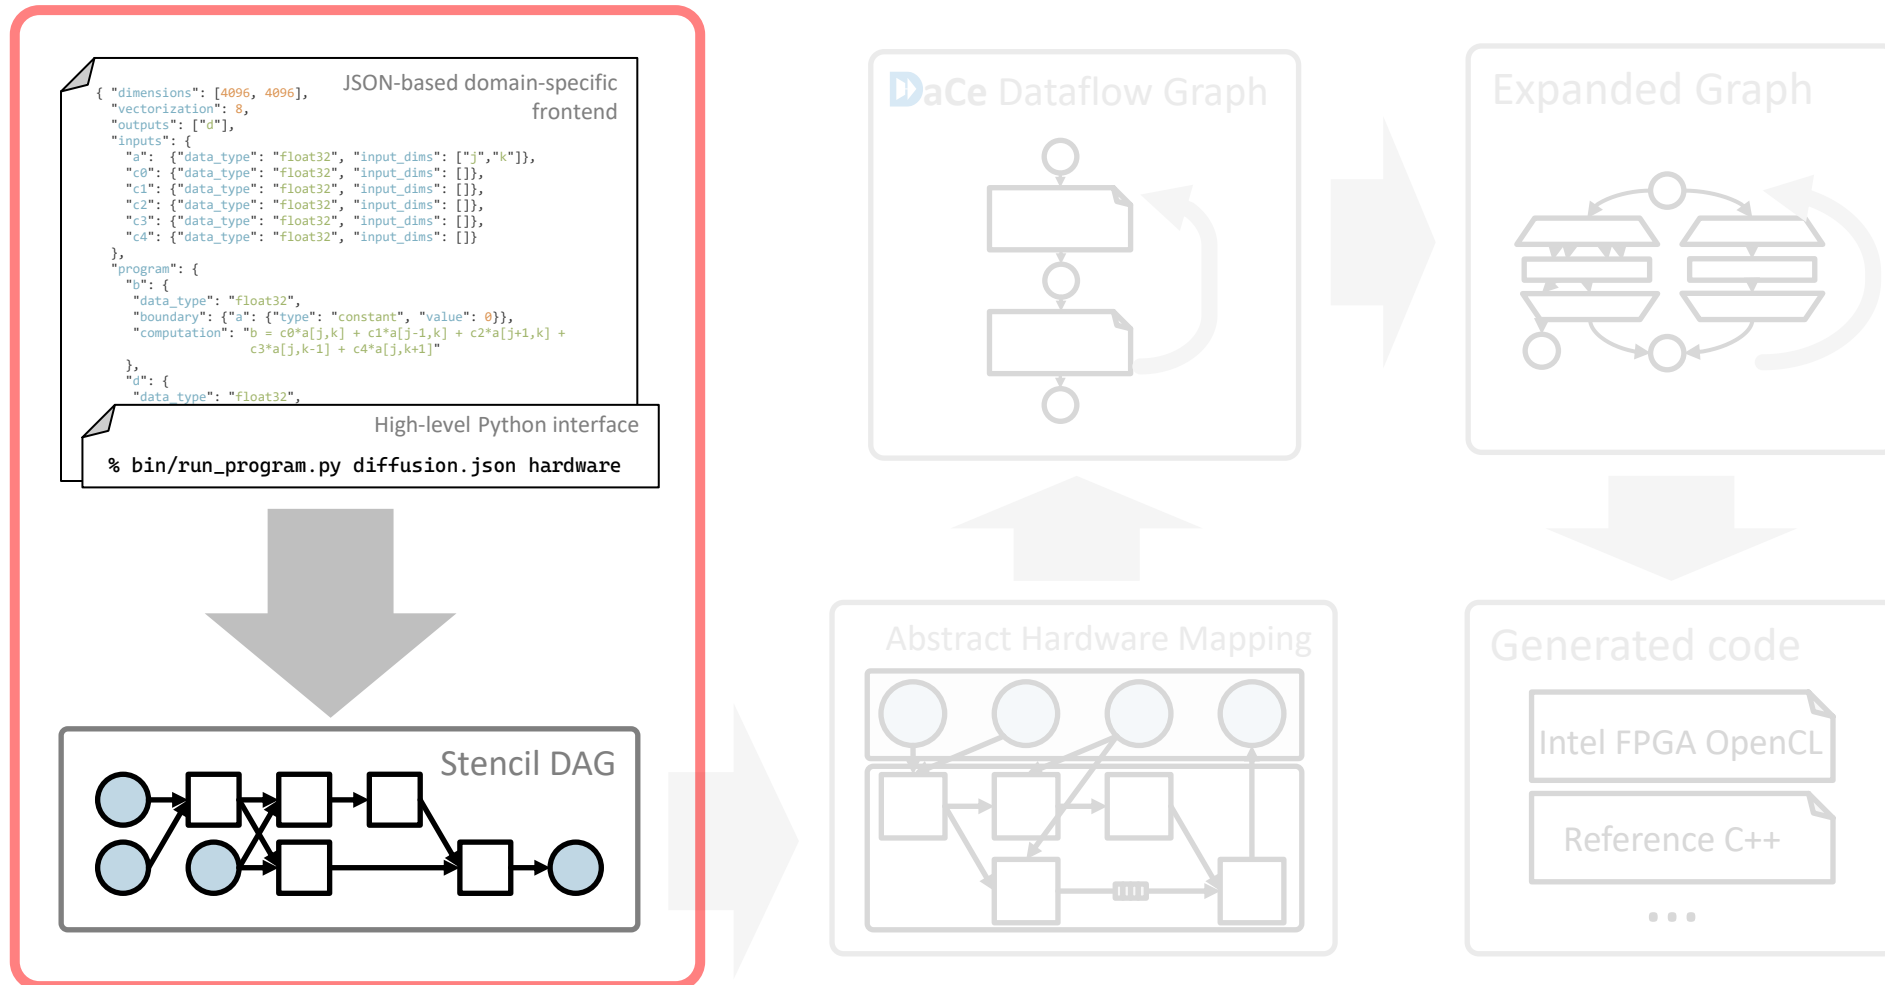 JSON-based domain-specific
frontend
{ "dimensions": [4096, 4096],
"vectorization": 8,
"outputs": ["d"],
"inputs": {
"a":  {"data_type": "float32", "input_dims": ["j","k"]},
"c0": {"data_type": "float32", "input_dims": []},
"c1": {"data_type": "float32", "input_dims": []},
"c2": {"data_type": "float32", "input_dims": []},
"c3": {"data_type": "float32", "input_dims": []},
"c4": {"data_type": "float32", "input_dims": []}
},
"program": {
"b": {
"data_type": "float32",
"boundary": {"a": {"type": "constant", "value": 0}},
"computation": "b = c0*a[j,k] + c1*a[j-1,k] + c2*a[j+1,k] +
c3*a[j,k-1] + c4*a[j,k+1]"
},
"d": {
"data_type": "float32",
High-level Python interface
% bin/run_program.py diffusion.json hardware
Stencil DAG
DaCe Dataflow Graph
Abstract Hardware Mapping
Expanded Graph
Generated code
Intel FPGA OpenCL
Reference C++
...